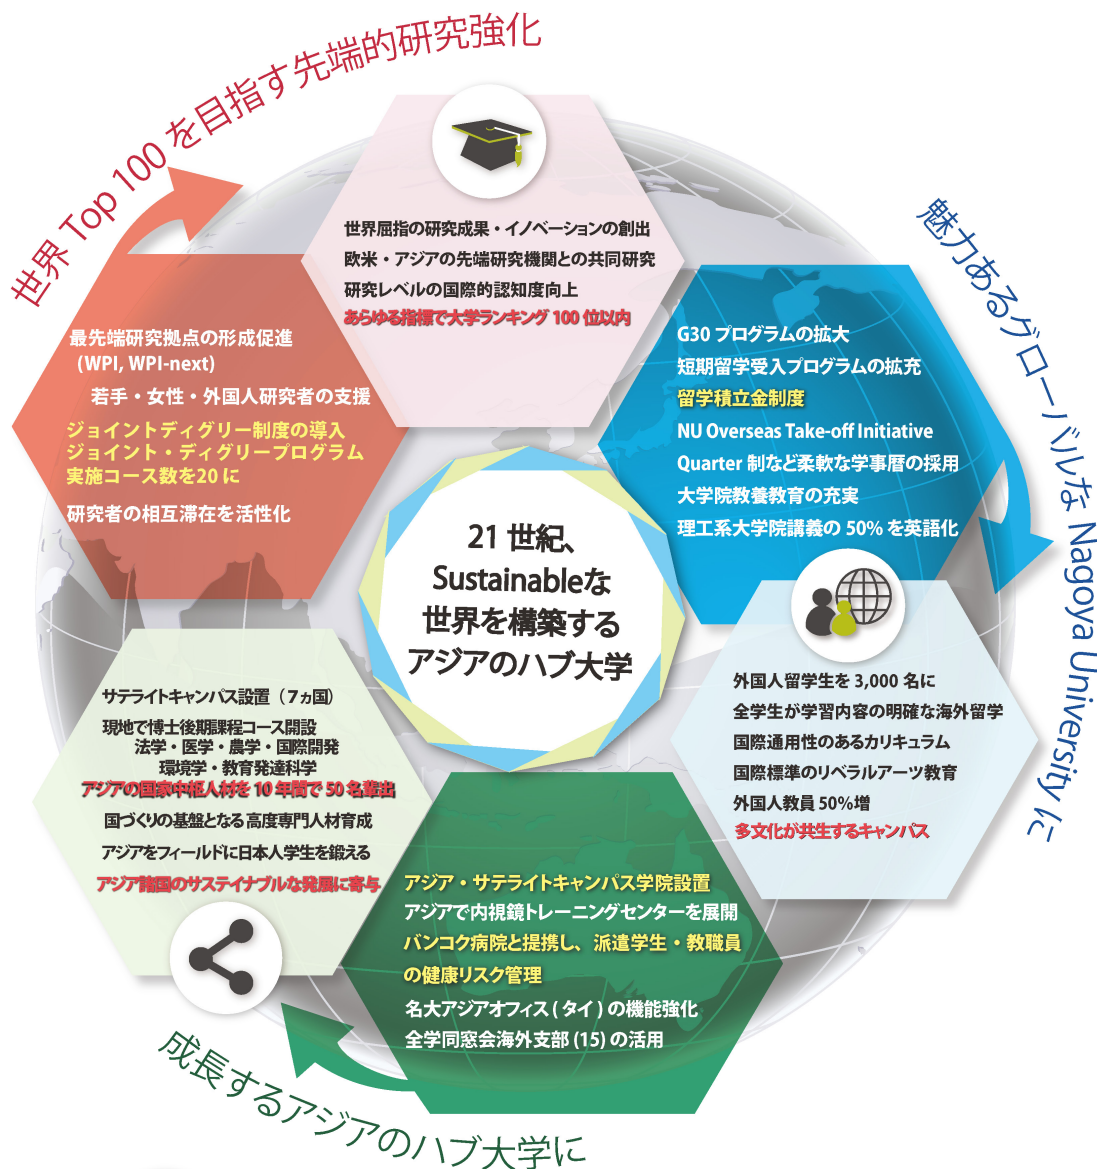 世界 Top 100 を目指す先端的研究強化
世界屈指の研究成果・イノベーションの創出
欧米・アジアの先端研究機関との共同研究
研究レベルの国際的認知度向上
あらゆる指標で大学ランキング 100 位以内
最先端研究拠点の形成促進
(WPI, WPI-next)
若手・女性・外国人研究者の支援
ジョイントディグリー制度の導入
ジョイント・ディグリープログラム
実施コース数を20 に
研究者の相互滞在を活性化
魅力あるグローバルな Nagoya University に
G30 プログラムの拡大
短期留学受入プログラムの拡充
留学積立金制度
NU Overseas Take-off Initiative
Quarter 制など柔軟な学事暦の採用
大学院教養教育の充実
理工系大学院講義の 50% を英語化
21 世紀、
Sustainableな
世界を構築する
アジアのハブ大学
外国人留学生を 3,000 名に
全学生が学習内容の明確な海外留学
国際通用性のあるカリキュラム
国際標準のリベラルアーツ教育
外国人教員 50%増
多文化が共生するキャンパス
サテライトキャンパス設置（７ヵ国）
現地で博士後期課程コース開設
法学・医学・農学・国際開発
環境学・教育発達科学
アジアの国家中枢人材を 10 年間で 50 名輩出
国づくりの基盤となる高度専門人材育成
アジアをフィールドに日本人学生を鍛える
アジア諸国のサステイナブルな発展に寄与
アジア・サテライトキャンパス学院設置
アジアで内視鏡トレーニングセンターを展開
バンコク病院と提携し、派遣学生・教職員
の健康リスク管理
名大アジアオフィス ( タイ ) の機能強化
全学同窓会海外支部 (15) の活用
成長するアジアのハブ大学に